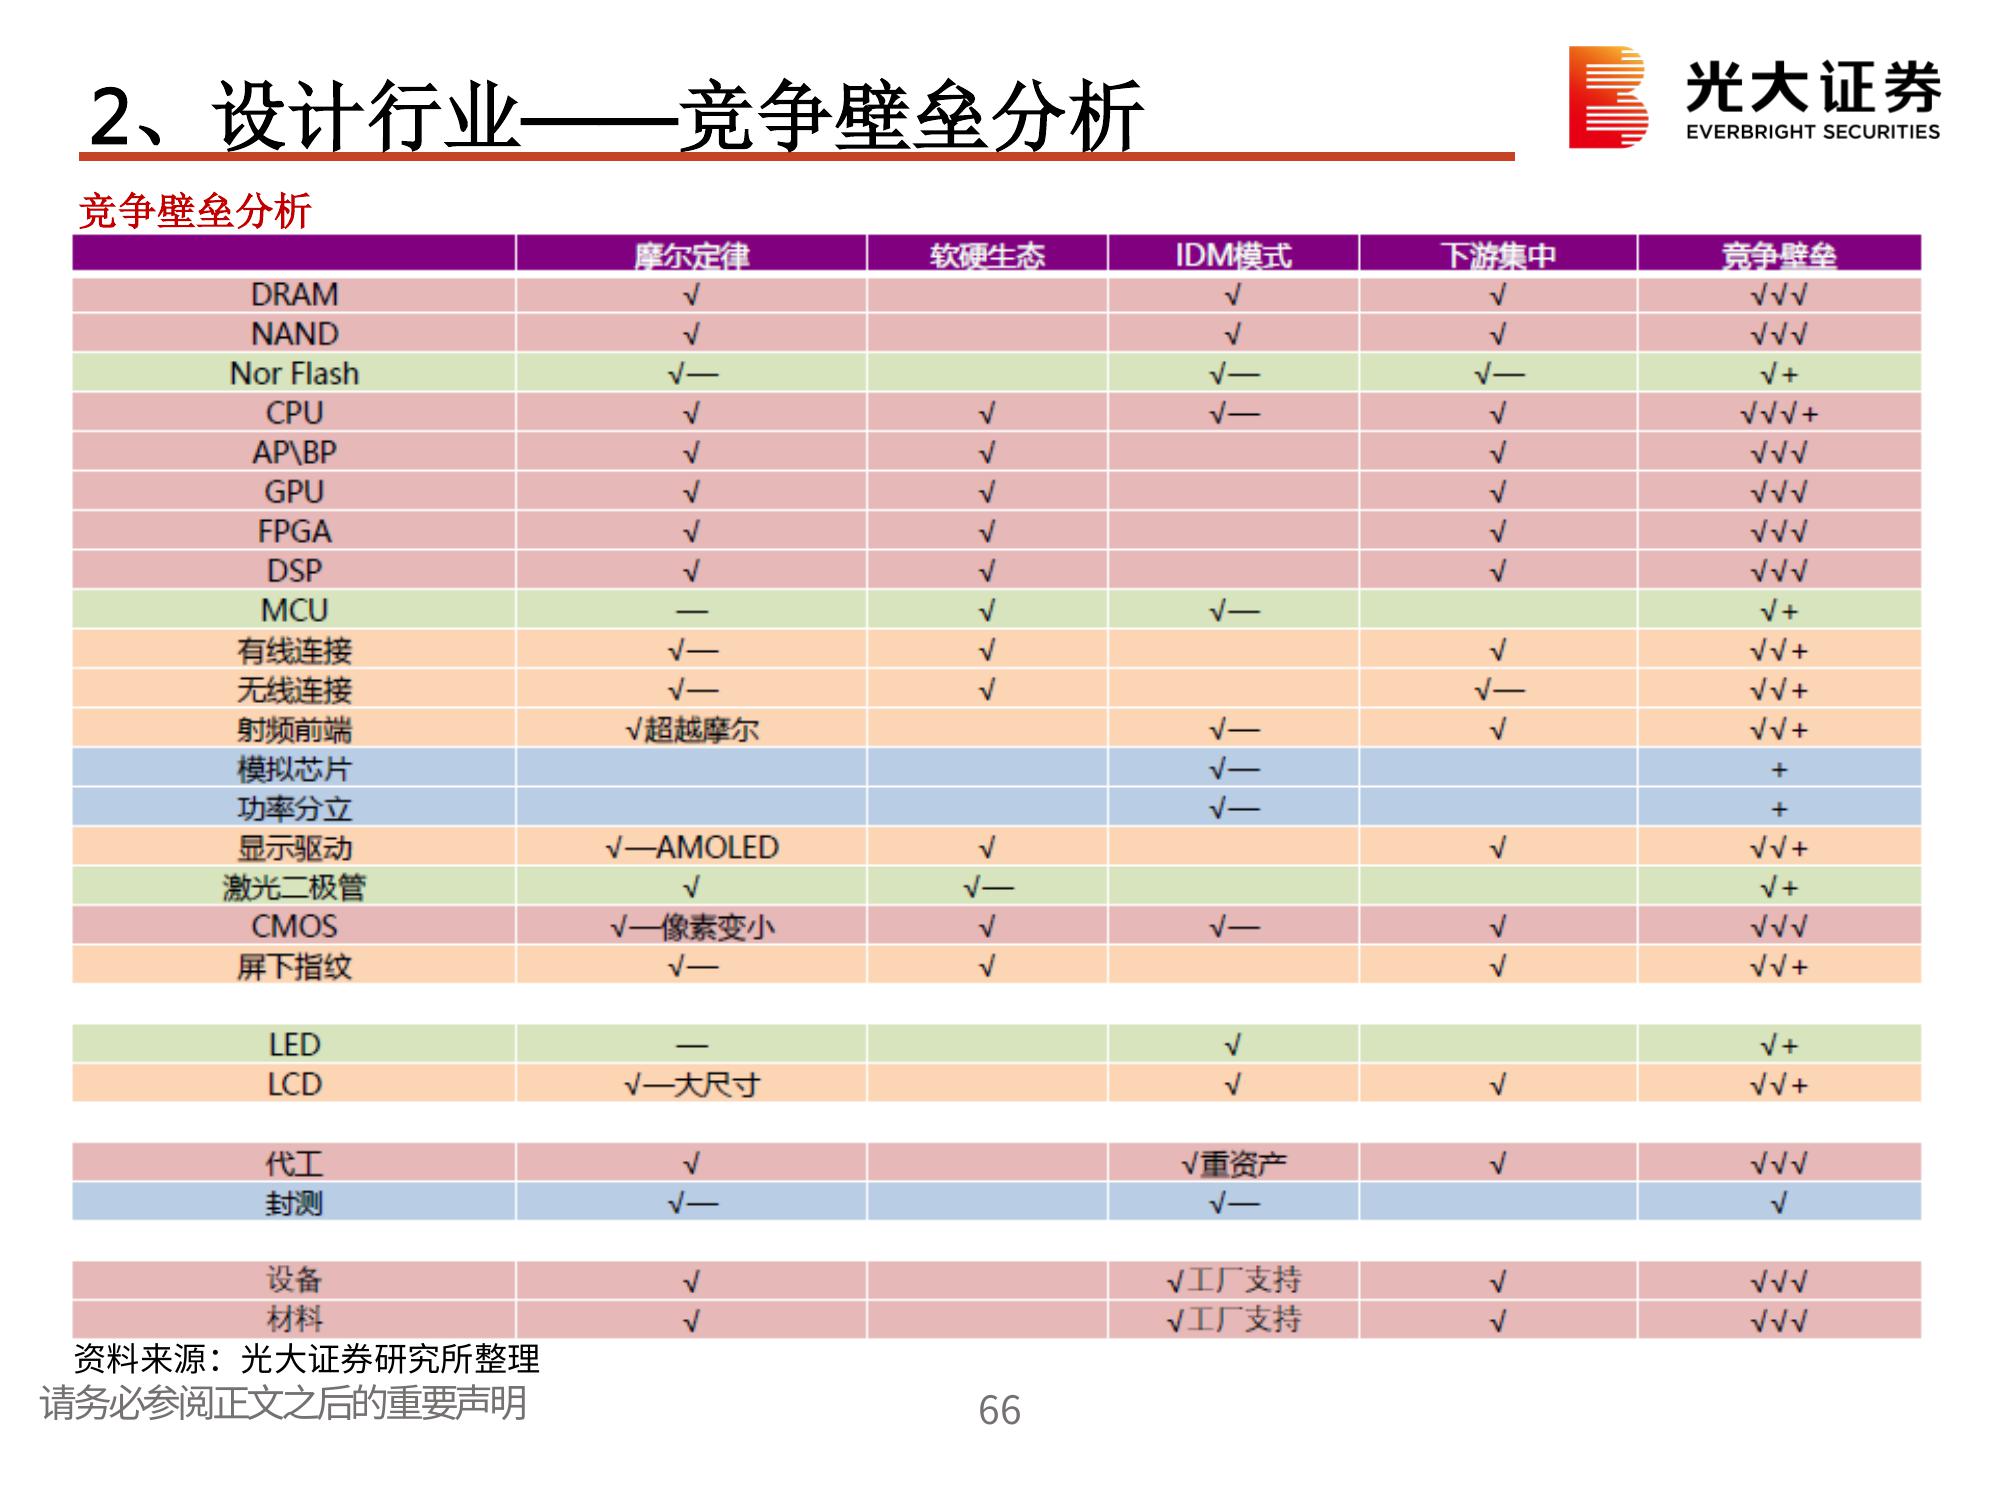 2、设计行业——竞争壁垒分析
光大证券
EVERBRIGHT SECURITIES
竞争壁垒分析
摩尔定律 软硬生态 IDM模式 下游集中 竞争壁垒
DRAM √ √ √ √√√
NAND √ √ √ √√√
Nor Flash √— √— √— √+
CPU √ √ √— √ √√√+
AP\BP √ √ √ √√√
GPU √ √ √ √√√
FPGA √ √ √ √√√
DSP √ √ √ √√√
MCU — √ √— √+
有线连接 √— √ √ √√+
无线连接 √— √ √— √√+
射频前端 √超越摩尔 √— √ √√+
模拟芯片 √— +
功率分立 √— +
显示驱动 √—AMOLED √ √ √√+
激光二极管 √ √— √+
CMOS √—像素变小 √ √— √ √√√
屏下指纹 √— √ √ √√+
LED — √ √+
LCD √—大尺寸 √ √ √√+
代工 √ √重资产 √ √√√
封测 √— √— √
设备 √ √工厂支持 √ √√√
材料 √ √工厂支持 √ √√√
资料来源：光大证券研究所整理
请务必参阅正文之后的重要声明
66